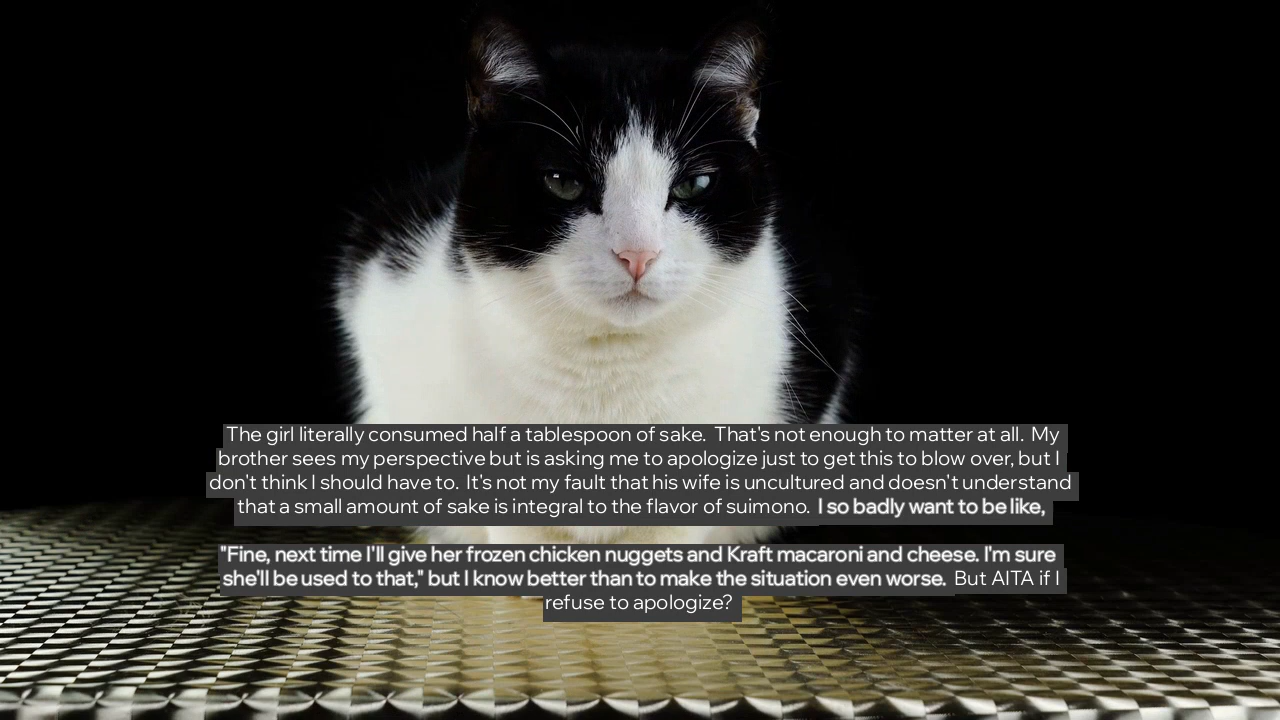 The girl literally consumed half a tablespoon of sake. That's not enough to matter at all. My
brother sees my perspective but is asking me to apologize just to get this to blow over, but I
don't think I should have to. It's not my fault that his wife is uncultured and doesn't understand
that a small amount of sake is integral to the flavor of suimono. I so badly want to be like,
"Fine, next time I'll give her frozen chicken nuggets and Kraft macaroni and cheese. I'm sure
she'll be used to that," but I know better than to make the situation even worse. But AITA if I
refuse to apologize?